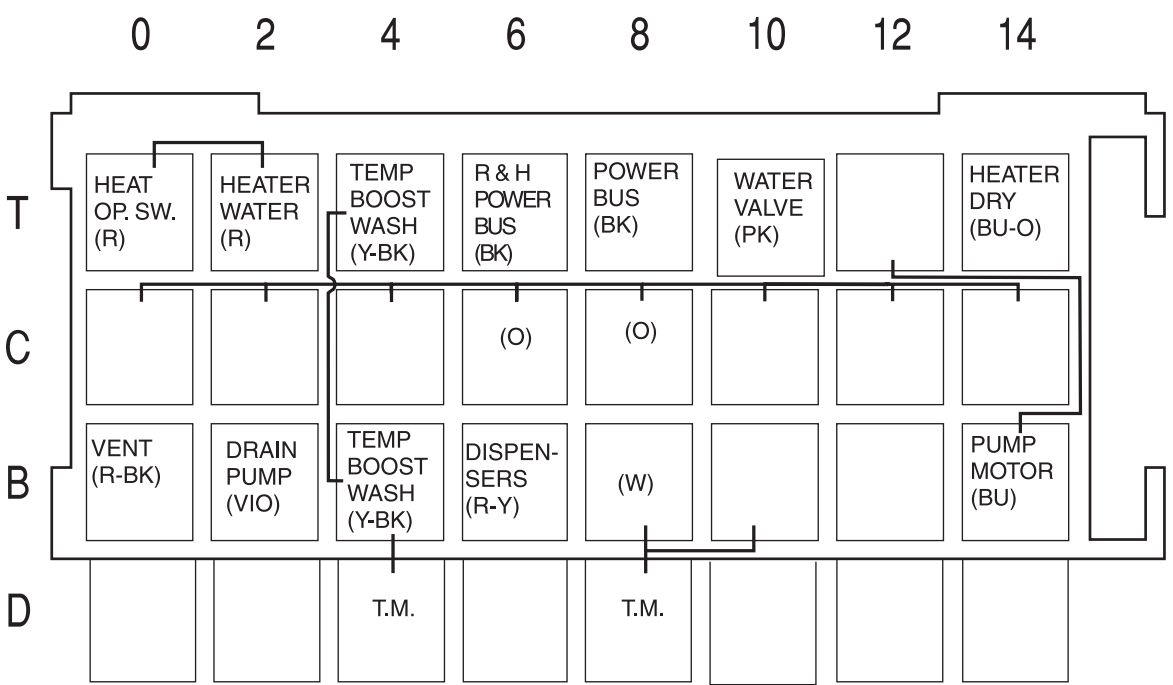 0 2 4 6 8 10 12 14
T
HEAT
OP. SW.
(R)
HEATER
WATER
(R)
TEMP
BOOST
WASH
(Y-BK)
R & H
POWER
BUS
(BK)
POWER
BUS
(BK)
WATER
VALVE
(PK)
HEATER
DRY
(BU-O)
C
(O)
(O)
B
VENT
(R-BK)
DRAIN
PUMP
(VIO)
TEMP
BOOST
WASH
(Y-BK)
DISPEN-
SERS
(R-Y)
(W)
PUMP
MOTOR
(BU)
D
T.M.
T.M.